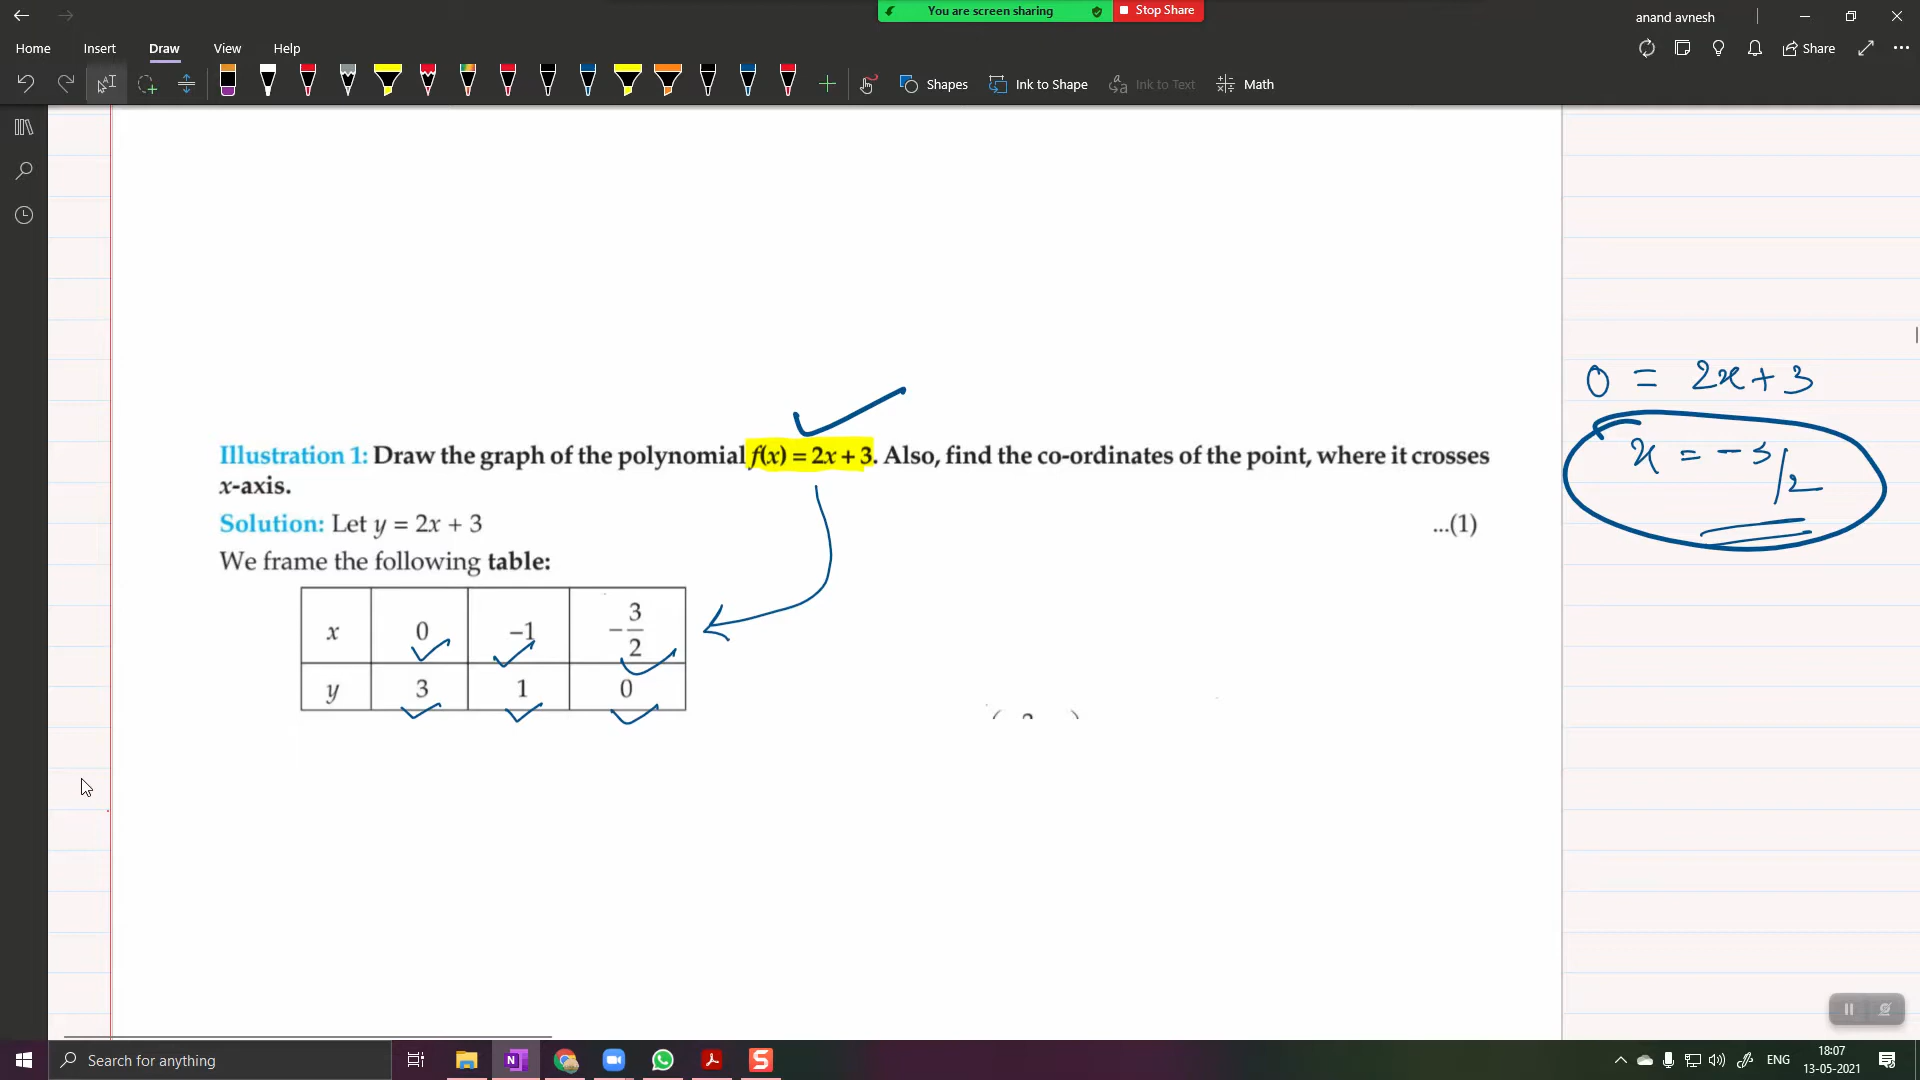 You are screen sharing
Stop Share
anand avnesh
Home Insert Draw View Help
Share
Shapes
Ink to Shape
Ink to Text
Math
0 = 2x + 3
x = -3/2
Illustration 1: Draw the graph of the polynomial f(x) = 2x + 3. Also, find the co-ordinates of the point, where it crosses
x-axis.
Solution: Let y = 2x + 3 ...(1)
We frame the following table:
x 0 –1 -3/2
y 3 1 0
Search for anything
ENG
18:07
13-05-2021